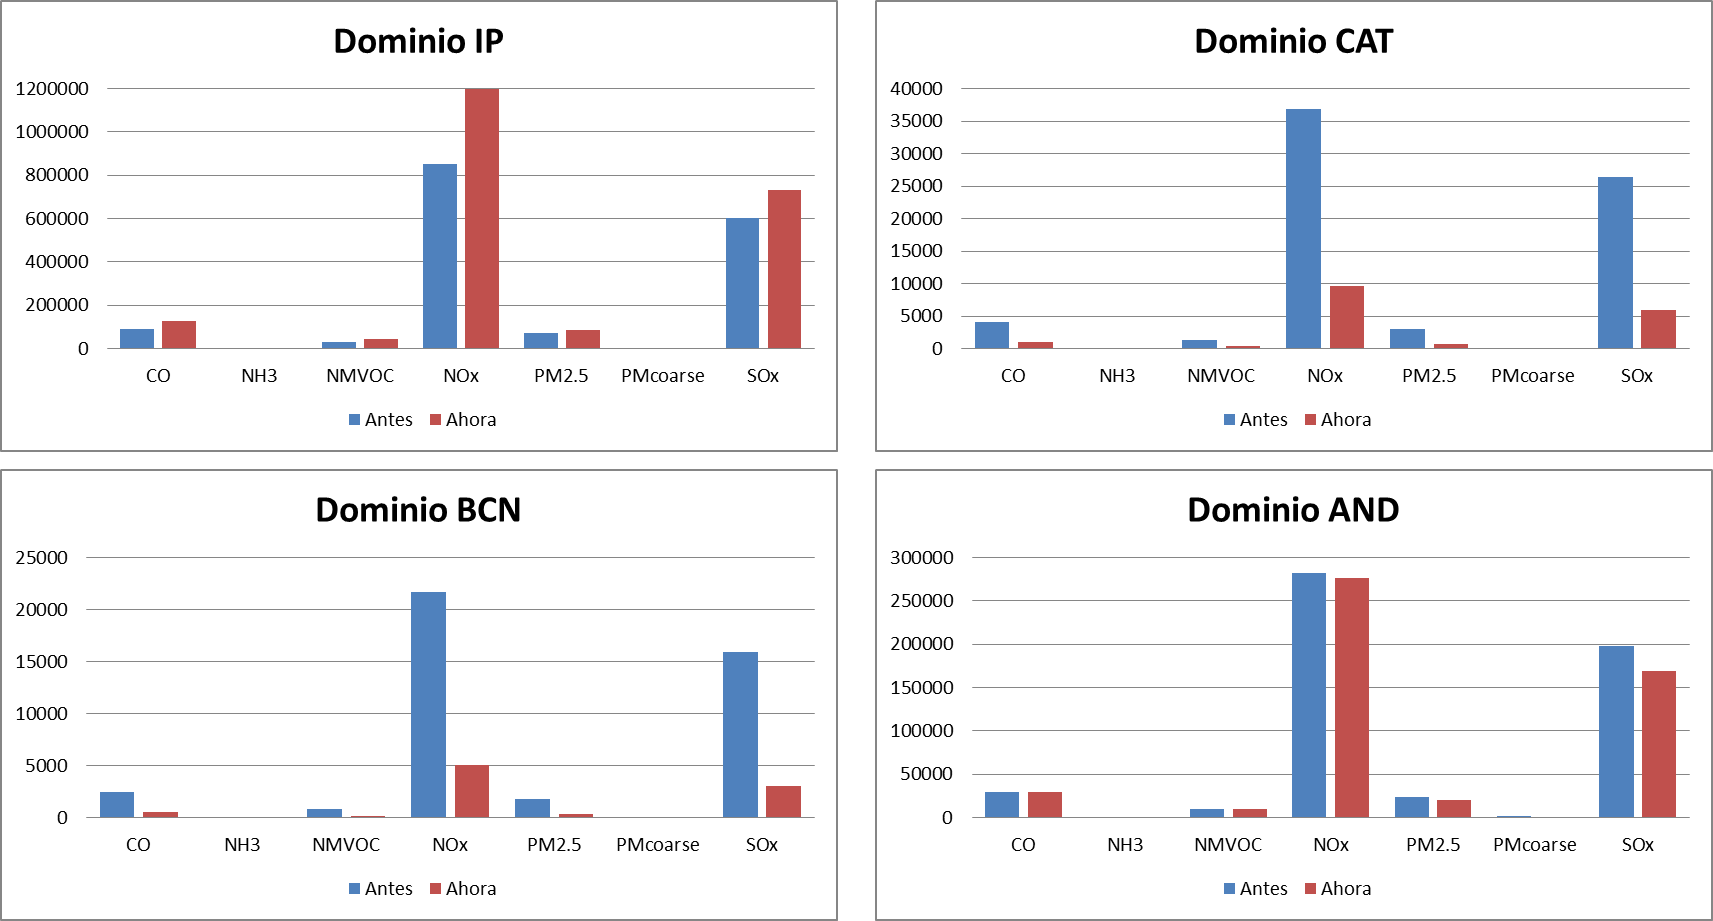 Dominio IP
1200000
1000000
800000
600000
400000
200000
0
CO NH3 NMVOC NOx PM2.5 PMcoarse SOx
Antes Ahora
Dominio CAT
40000
35000
30000
25000
20000
15000
10000
5000
0
CO NH3 NMVOC NOx PM2.5 PMcoarse SOx
Antes Ahora
Dominio BCN
25000
20000
15000
10000
5000
0
CO NH3 NMVOC NOx PM2.5 PMcoarse SOx
Antes Ahora
Dominio AND
300000
250000
200000
150000
100000
50000
0
CO NH3 NMVOC NOx PM2.5 PMcoarse SOx
Antes Ahora